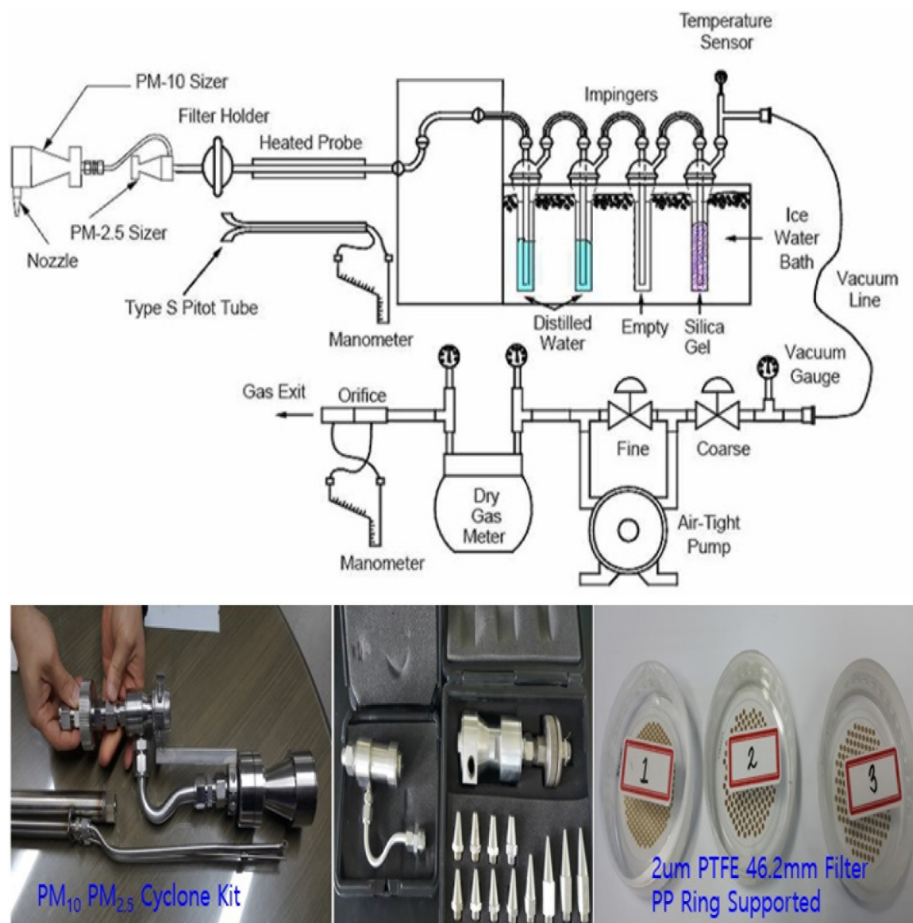 Temperature
Sensor
PM-10 Sizer
Filter Holder
Heated Probe
Impingers
PM-2.5 Sizer
Nozzle
Type S Pitot Tube
Manometer
Distilled
Water
Empty
Silica
Gel
Ice
Water
Bath
Vacuum
Line
Vacuum
Gauge
Gas Exit
Orifice
Fine
Coarse
Dry
Gas
Meter
Manometer
Air-Tight
Pump
PM₁₀ PM₂.₅ Cyclone Kit
1
2
3
2um PTFE 46.2mm Filter
PP Ring Supported